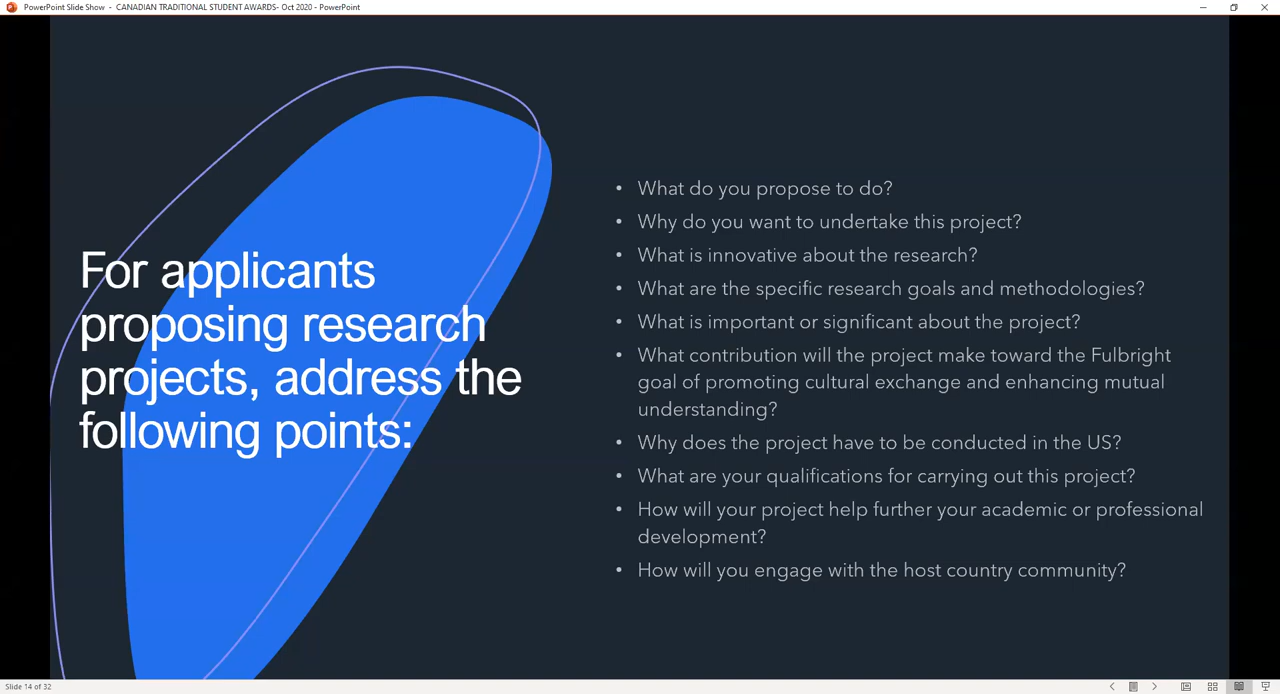 PowerPoint Slide Show - CANADIAN TRADITIONAL STUDENT AWARDS- Oct 2020 - PowerPoint
For applicants
proposing research
projects, address the
following points:
• What do you propose to do?
• Why do you want to undertake this project?
• What is innovative about the research?
• What are the specific research goals and methodologies?
• What is important or significant about the project?
• What contribution will the project make toward the Fulbright
goal of promoting cultural exchange and enhancing mutual
understanding?
• Why does the project have to be conducted in the US?
• What are your qualifications for carrying out this project?
• How will your project help further your academic or professional
development?
• How will you engage with the host country community?
Slide 14 of 32